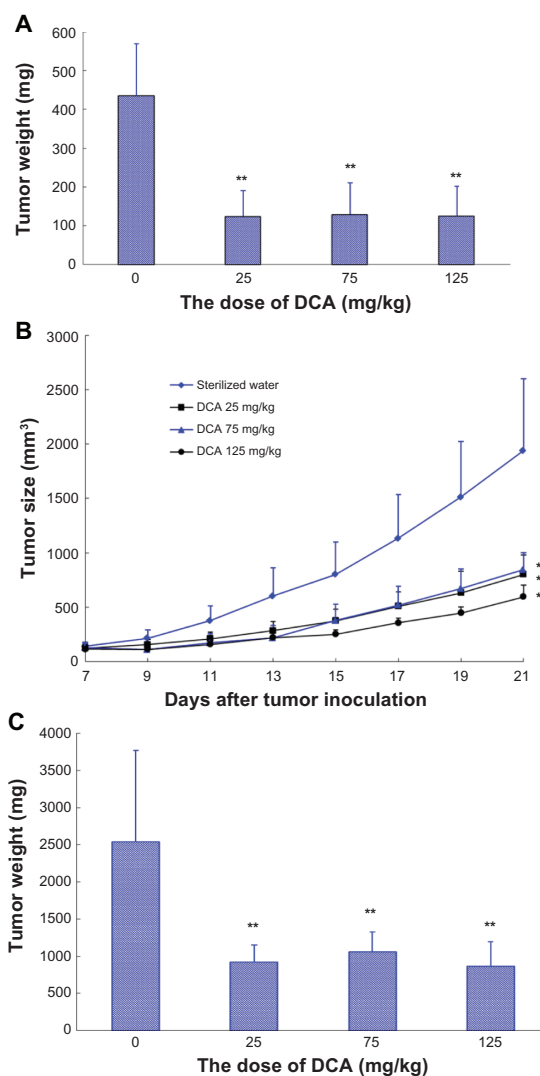 A
600
500
400
300
200
100
0
Tumor weight (mg)
**
**
**
0 25 75 125
The dose of DCA (mg/kg)
B
3000
2500
2000
1500
1000
500
0
Tumor size (mm³)
Sterilized water
DCA 25 mg/kg
DCA 75 mg/kg
DCA 125 mg/kg
*
*
*
7 9 11 13 15 17 19 21
Days after tumor inoculation
C
4000
3500
3000
2500
2000
1500
1000
500
0
Tumor weight (mg)
**
**
**
0 25 75 125
The dose of DCA (mg/kg)